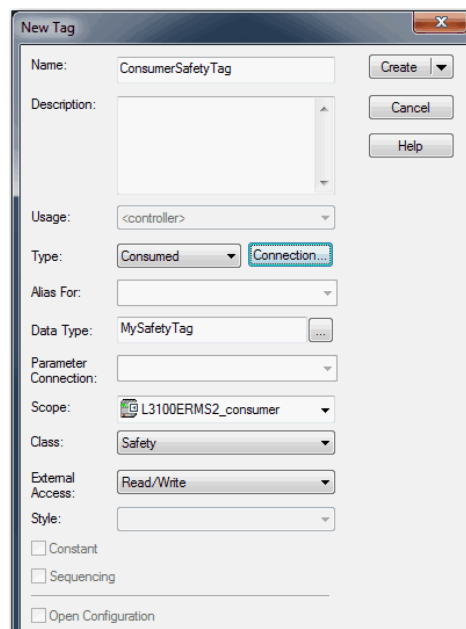 New Tag
Name: ConsumerSafetyTag Create
Description: Cancel
Help
Usage: <controller>
Type: Consumed Connection...
Alias For:
Data Type: MySafetyTag ...
Parameter
Connection:
Scope: L3100ERMS2_consumer
Class: Safety
External
Access: Read/Write
Style:
Constant
Sequencing
Open Configuration